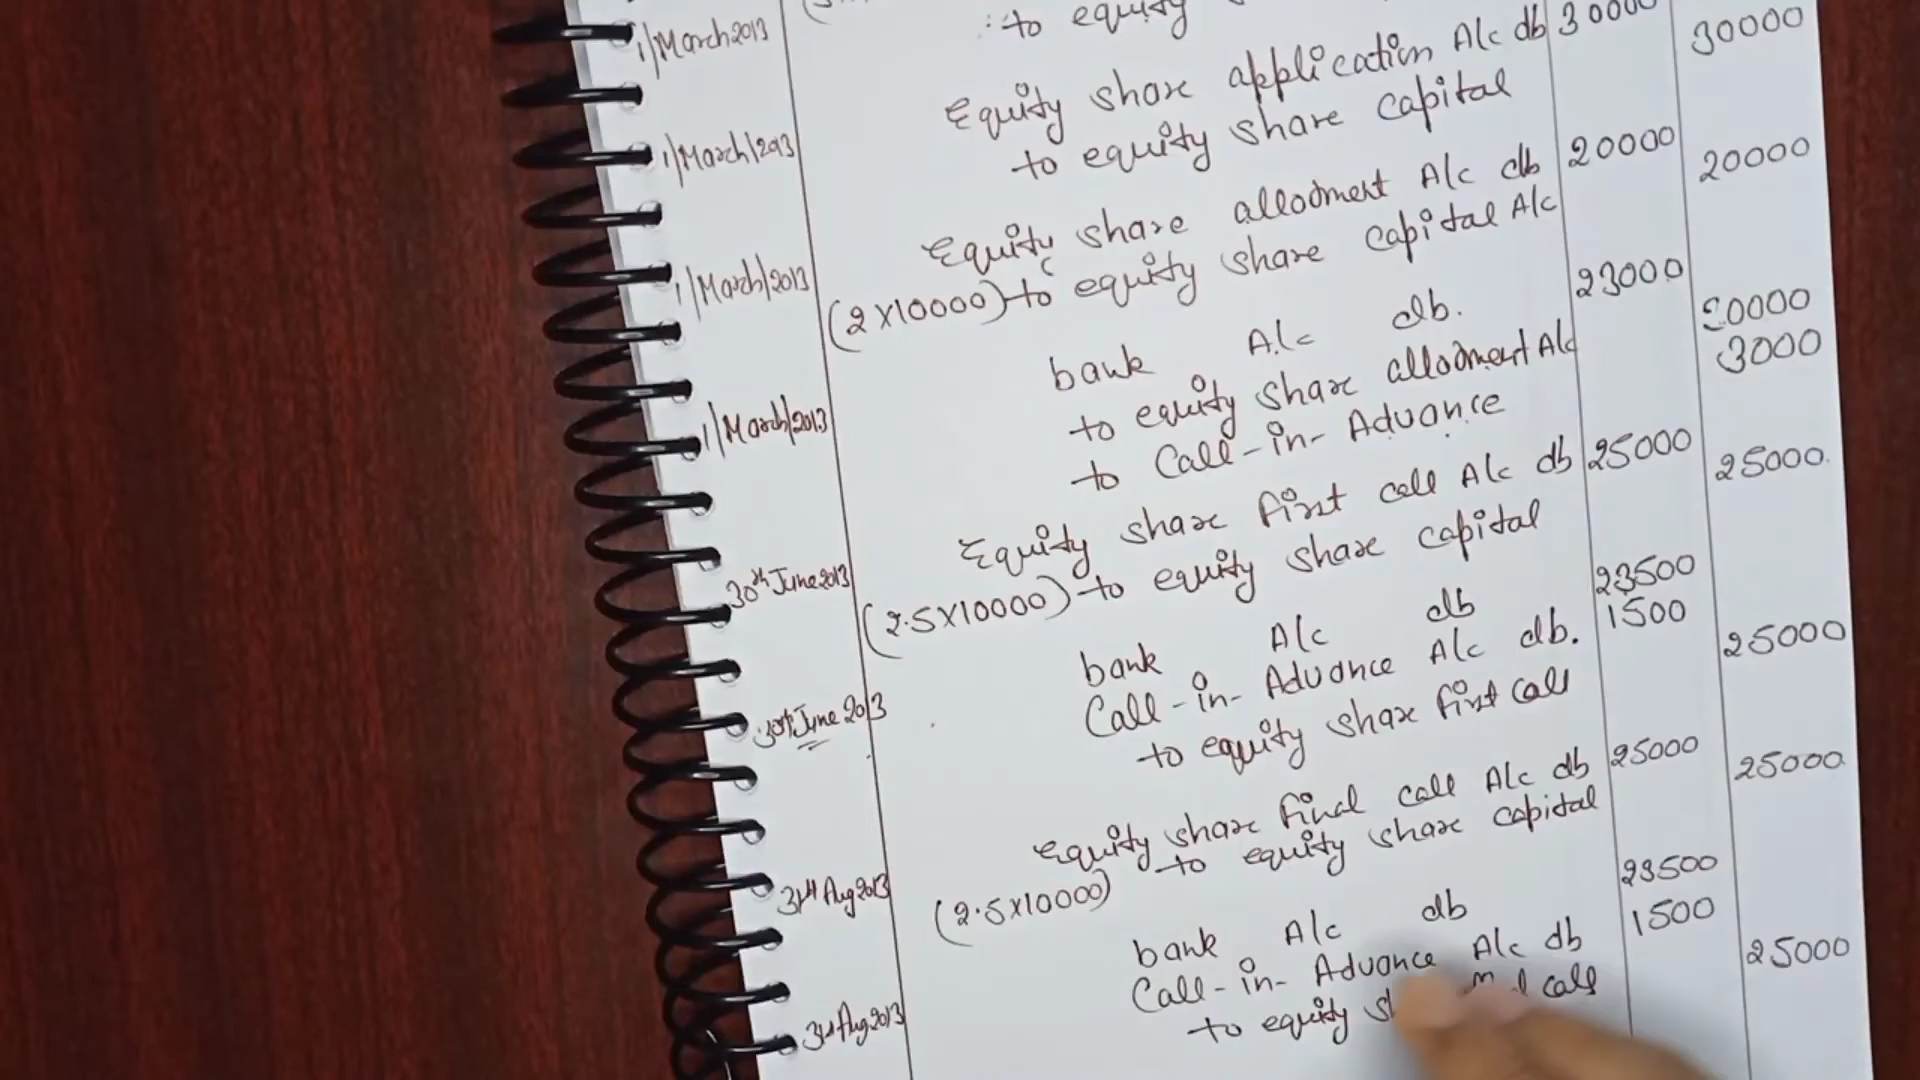 1/March 2013
:to equity
30000
30000
Equity share application A/c db
to equity share capital
1/March/2013
20000
20000
Equity share allotment A/c db
(2X10000) to equity share capital A/c
1/March/2013
23000
bank A/c db.
20000
to equity share allotment A/c
3000
to Call-in-Advance
1/March/2013
25000
25000.
Equity share first call A/c db
(2.5X10000) to equity share capital
30th June 2013
23500
bank A/c db
1500
Call-in-Advance A/c db.
25000
to equity share first call
30th June 2013
25000
25000
equity share final call A/c db
(2.5X10000) to equity share capital
31st Aug 2013
23500
bank A/c db
1500
Call-in-Advance A/c db
25000
to equity call
31st Aug 2013